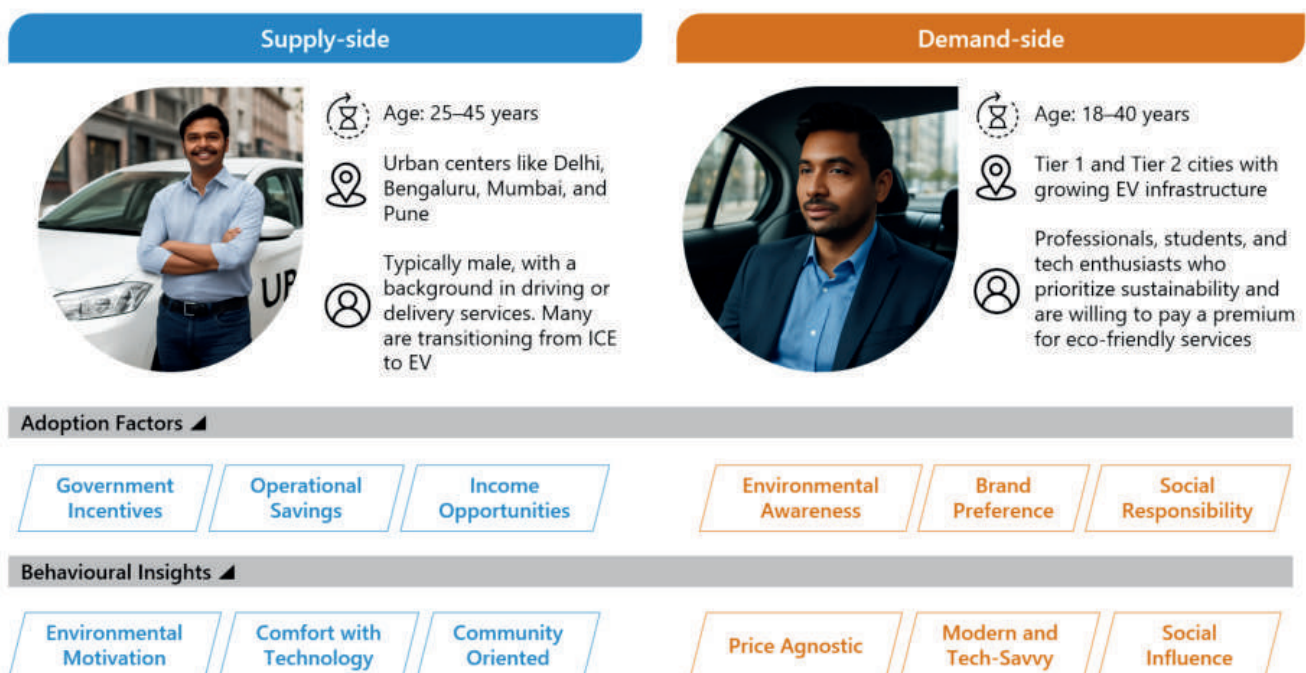 Supply-side
Age: 25–45 years
Urban centers like Delhi,
Bengaluru, Mumbai, and
Pune
Typically male, with a
background in driving or
delivery services. Many
are transitioning from ICE
to EV
UB
Demand-side
Age: 18–40 years
Tier 1 and Tier 2 cities with
growing EV infrastructure
Professionals, students, and
tech enthusiasts who
prioritize sustainability and
are willing to pay a premium
for eco-friendly services
Adoption Factors
Government
Incentives
Operational
Savings
Income
Opportunities
Environmental
Awareness
Brand
Preference
Social
Responsibility
Behavioural Insights
Environmental
Motivation
Comfort with
Technology
Community
Oriented
Price Agnostic
Modern and
Tech-Savvy
Social
Influence